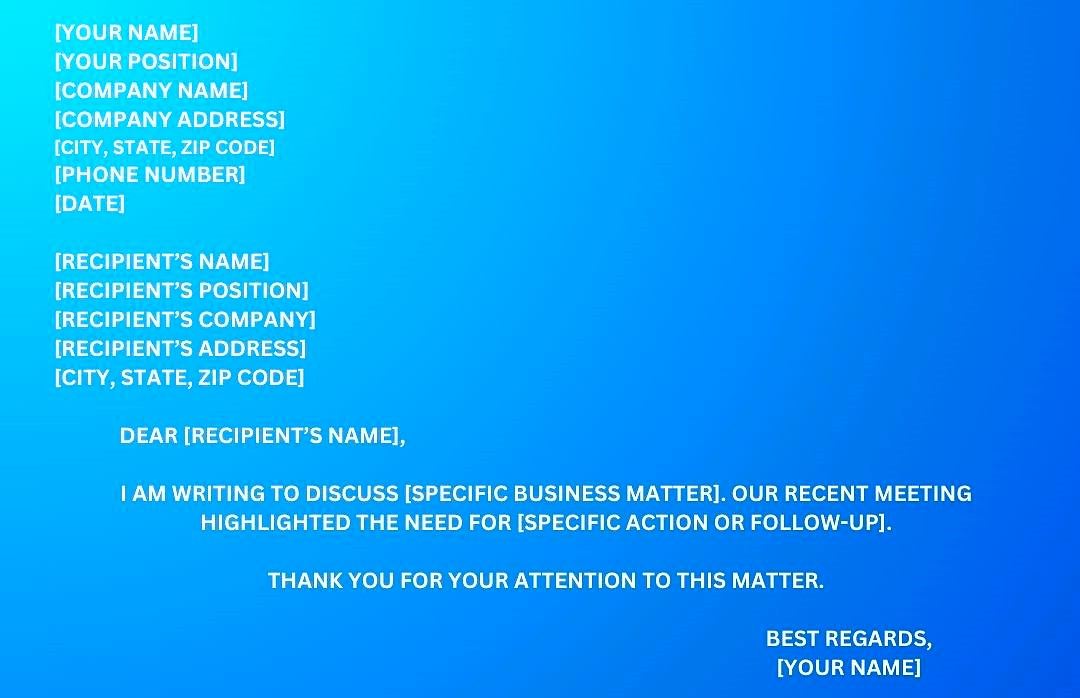 [YOUR NAME]
[YOUR POSITION]
[COMPANY NAME]
[COMPANY ADDRESS]
[CITY, STATE, ZIP CODE]
[PHONE NUMBER]
[DATE]
[RECIPIENT’S NAME]
[RECIPIENT’S POSITION]
[RECIPIENT’S COMPANY]
[RECIPIENT’S ADDRESS]
[CITY, STATE, ZIP CODE]
DEAR [RECIPIENT’S NAME],
I AM WRITING TO DISCUSS [SPECIFIC BUSINESS MATTER]. OUR RECENT MEETING
HIGHLIGHTED THE NEED FOR [SPECIFIC ACTION OR FOLLOW-UP].
THANK YOU FOR YOUR ATTENTION TO THIS MATTER.
BEST REGARDS,
[YOUR NAME]